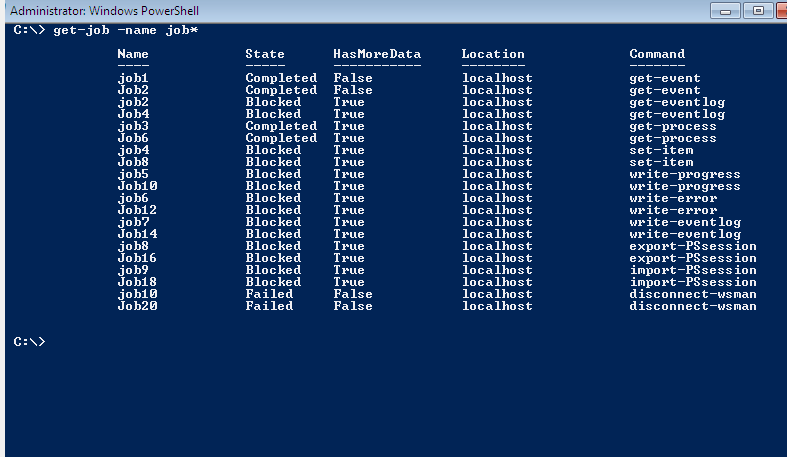 Administrator: Windows PowerShell
C:\> get-job -name job*
Name State HasMoreData Location Command
---- ----- ----------- -------- -------
job1 Completed False localhost get-event
Job2 Completed False localhost get-event
job2 Blocked True localhost get-eventlog
Job4 Blocked True localhost get-eventlog
job3 Completed True localhost get-process
Job6 Completed True localhost get-process
job4 Blocked True localhost set-item
Job8 Blocked True localhost set-item
job5 Blocked True localhost write-progress
Job10 Blocked True localhost write-progress
job6 Blocked True localhost write-error
Job12 Blocked True localhost write-error
job7 Blocked True localhost write-eventlog
Job14 Blocked True localhost write-eventlog
job8 Blocked True localhost export-PSsession
Job16 Blocked True localhost export-PSsession
job9 Blocked True localhost import-PSsession
Job18 Blocked True localhost import-PSsession
job10 Failed False localhost disconnect-wsman
Job20 Failed False localhost disconnect-wsman
C:\>